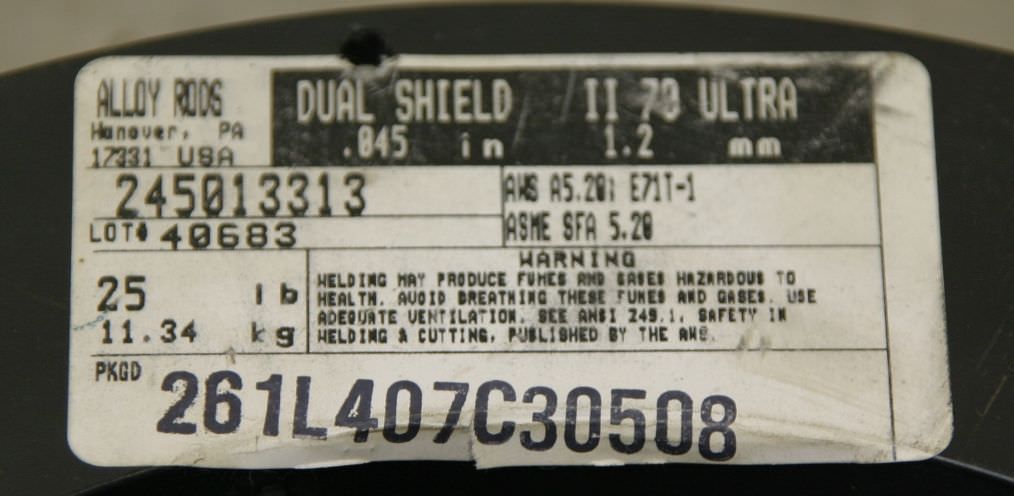 ALLOY RODS
Hanover, PA
17331 USA
DUAL SHIELD II 70 ULTRA
.045 in 1.2 mm
245013313
LOT# 40683
AWS A5.20: E71T-1
ASME SFA 5.20
25 lb
11.34 kg
WARNING
WELDING MAY PRODUCE FUMES AND GASES HAZARDOUS TO
HEALTH. AVOID BREATHING THESE FUMES AND GASES. USE
ADEQUATE VENTILATION. SEE ANSI Z49.1. SAFETY IN
WELDING & CUTTING, PUBLISHED BY THE AWS.
PKGD 261L407C30508